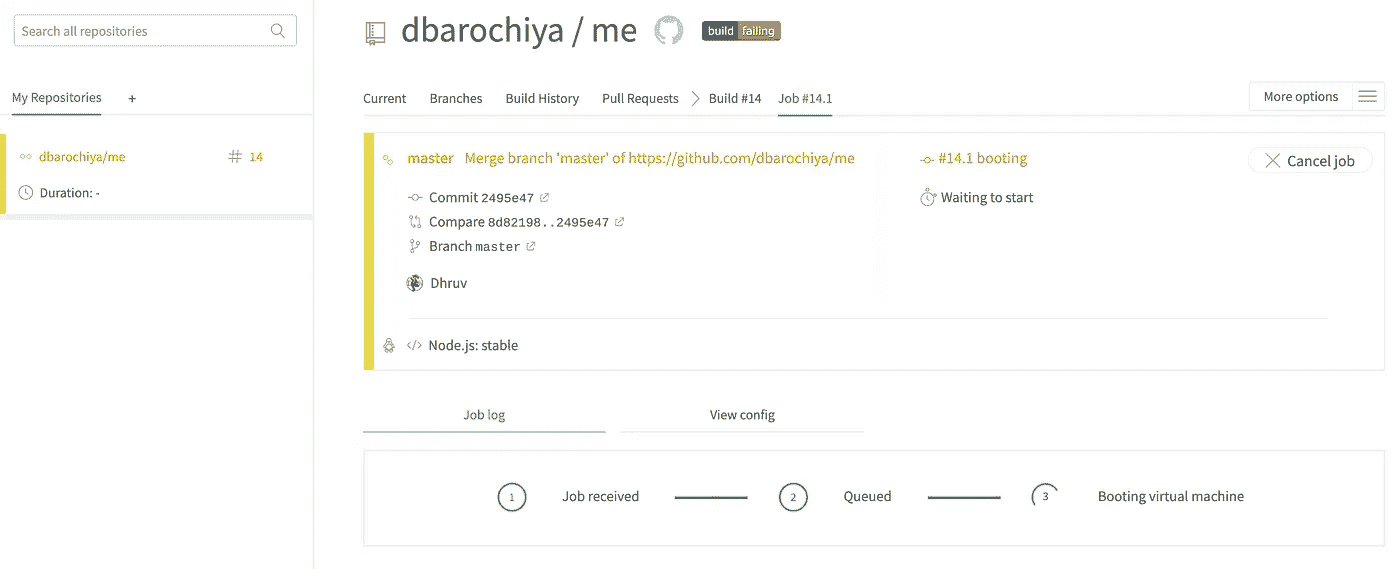 Search all repositories
My Repositories +
dbarochiya/me # 14
Duration: -
dbarochiya / me build failing
Current Branches Build History Pull Requests Build #14 Job #14.1
More options
master Merge branch 'master' of https://github.com/dbarochiya/me
Commit 2495e47
Compare 8d82198..2495e47
Branch master
Dhruv
Node.js: stable
#14.1 booting
Waiting to start
Cancel job
Job log View config
1 Job received 2 Queued 3 Booting virtual machine